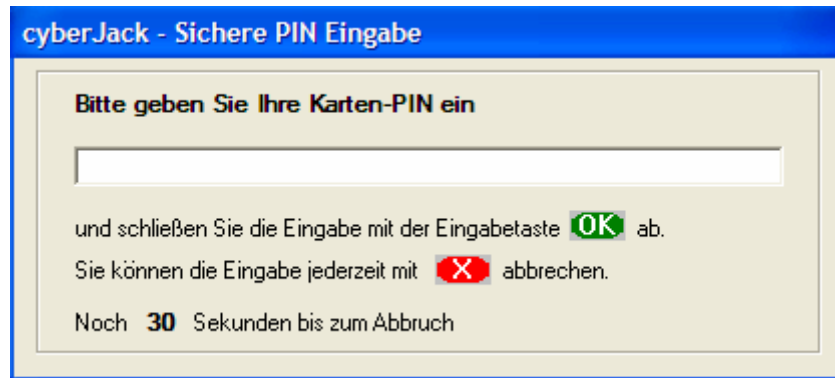 cyberJack - Sichere PIN Eingabe
Bitte geben Sie Ihre Karten-PIN ein
und schließen Sie die Eingabe mit der Eingabetaste OK ab.
Sie können die Eingabe jederzeit mit X abbrechen.
Noch 30 Sekunden bis zum Abbruch